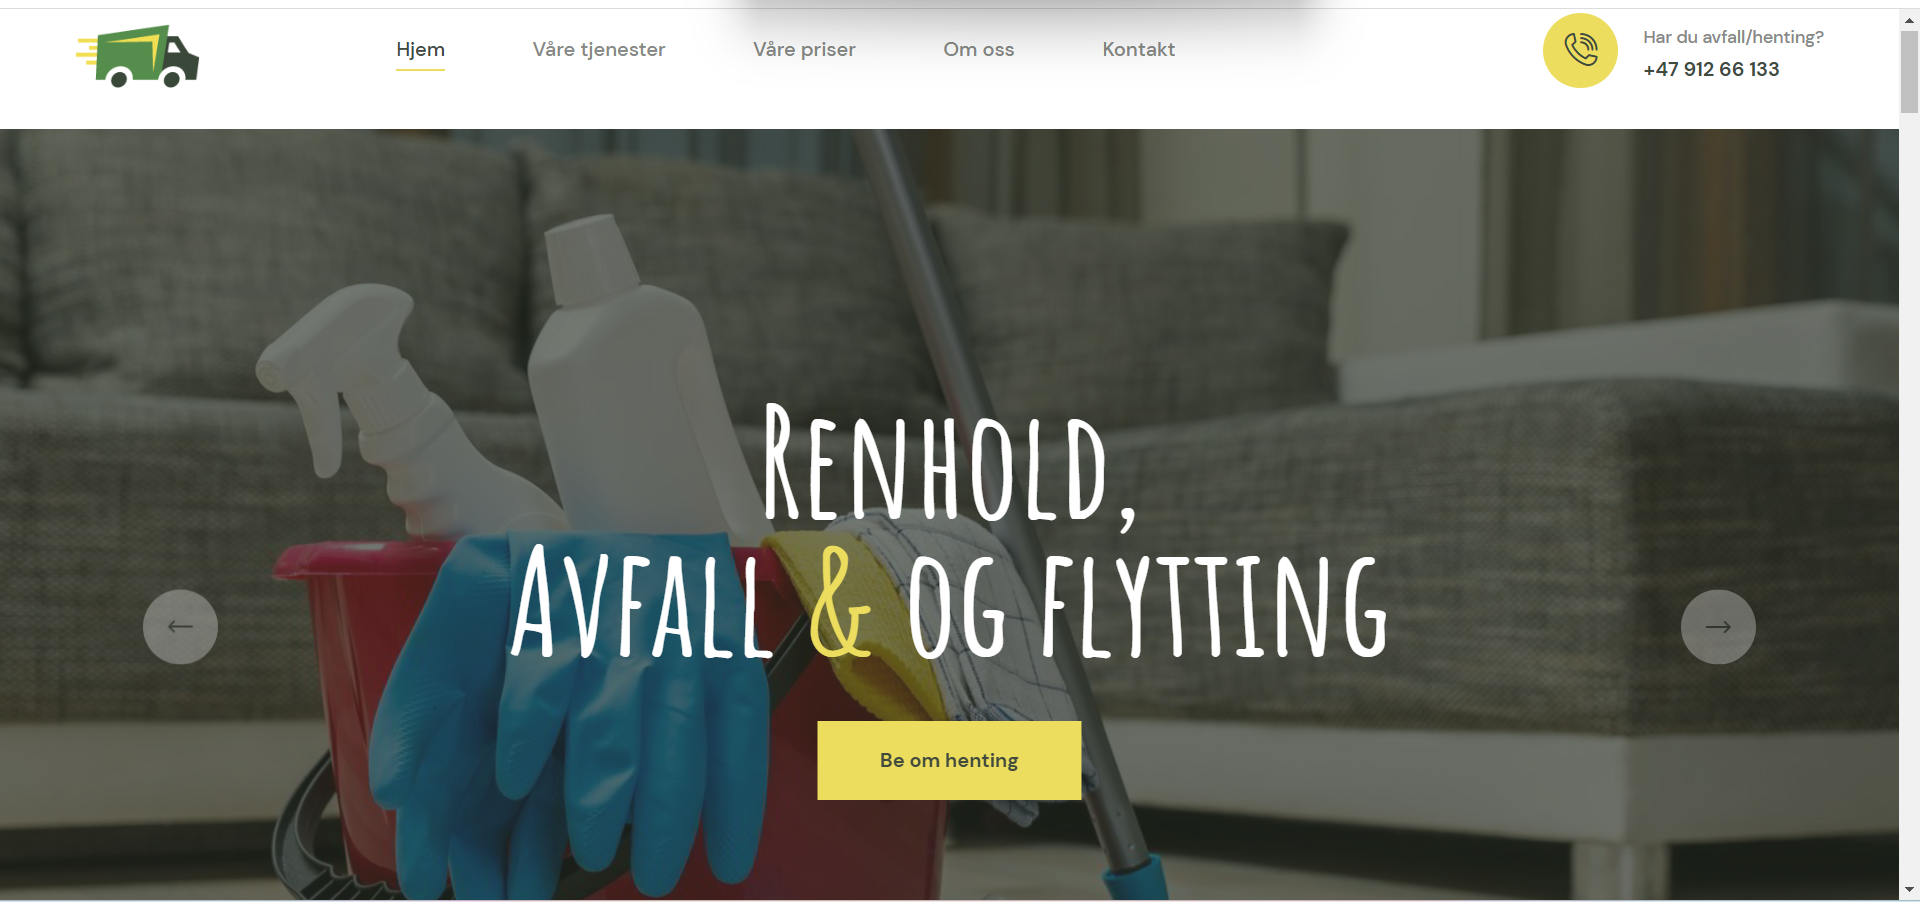 Hjem
Våre tjenester
Våre priser
Om oss
Kontakt
Har du avfall/henting?
+47 912 66 133
Renhold,
Avfall & og flytting
Be om henting